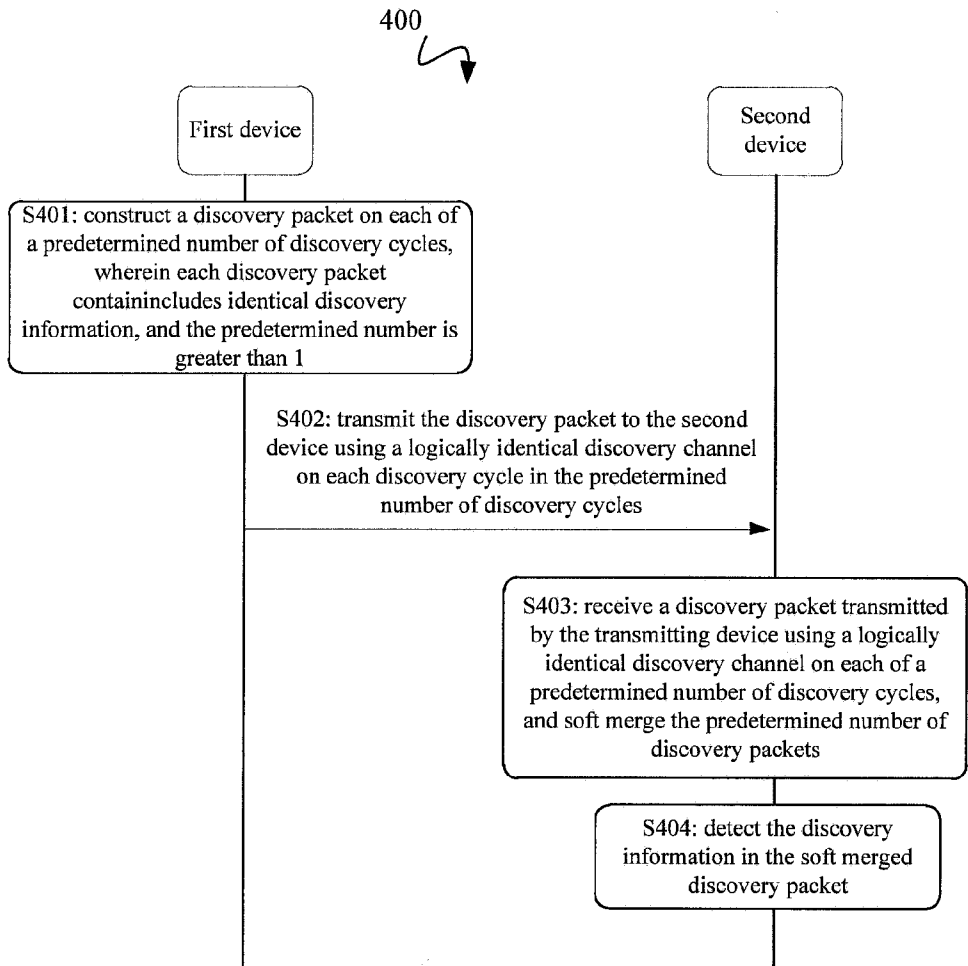 400
First device
Second
device
S401: construct a discovery packet on each of
a predetermined number of discovery cycles,
wherein each discovery packet
containincludes identical discovery
information, and the predetermined number is
greater than 1
S402: transmit the discovery packet to the second
device using a logically identical discovery channel
on each discovery cycle in the predetermined
number of discovery cycles
S403: receive a discovery packet transmitted
by the transmitting device using a logically
identical discovery channel on each of a
predetermined number of discovery cycles,
and soft merge the predetermined number of
discovery packets
S404: detect the discovery
information in the soft merged
discovery packet